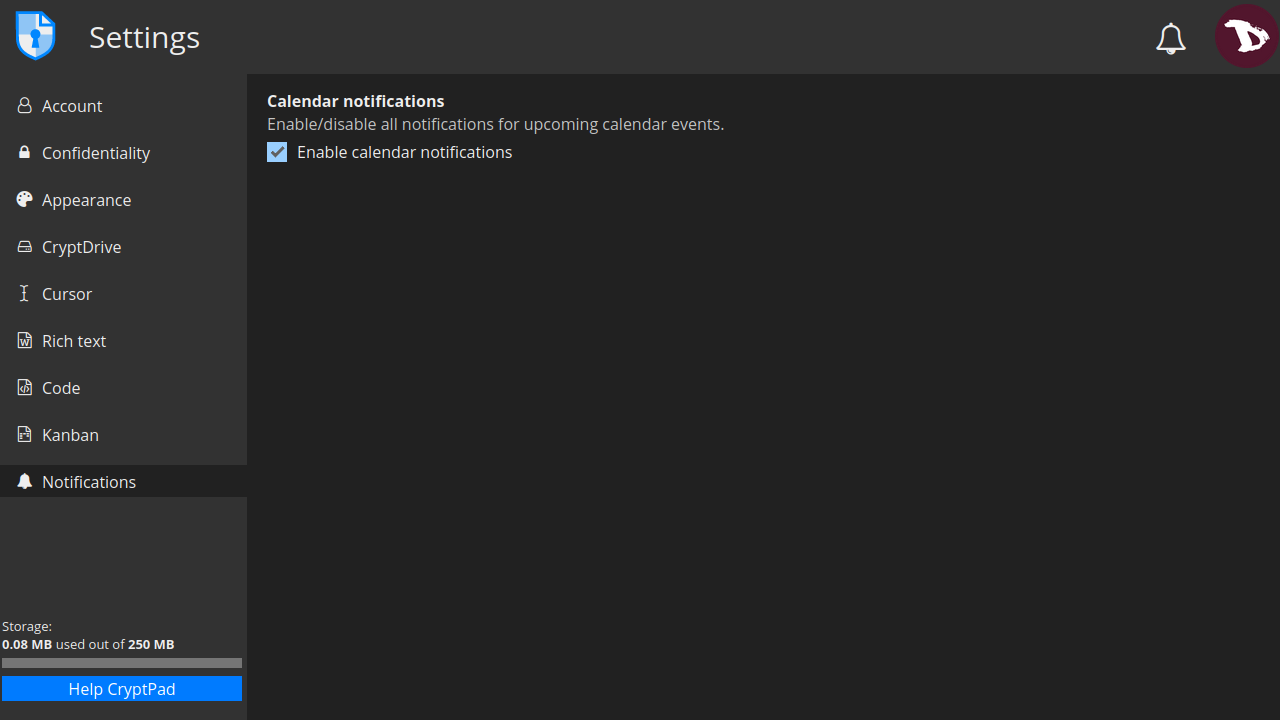 Settings
Account
Confidentiality
Appearance
CryptDrive
Cursor
Rich text
Code
Kanban
Notifications
Storage:
0.08 MB used out of 250 MB
Help CryptPad
Calendar notifications
Enable/disable all notifications for upcoming calendar events.
Enable calendar notifications